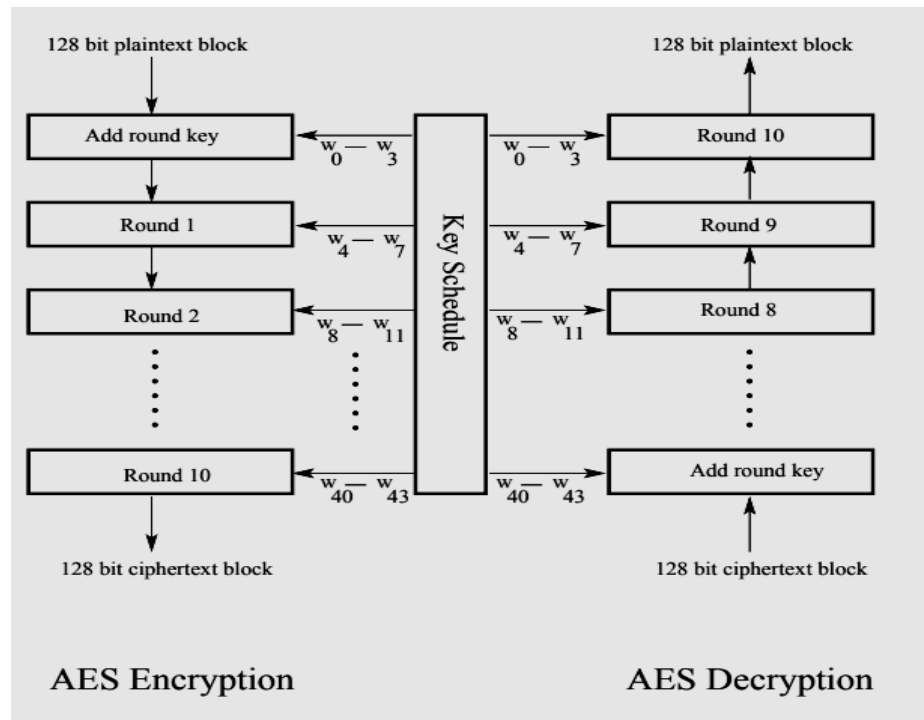 128 bit plaintext block
128 bit plaintext block
Add round key
w0 — w3
w0 — w3
Round 10
Key Schedule
Round 1
w4 — w7
w4 — w7
Round 9
Round 2
w8 — w11
w8 — w11
Round 8
Round 10
w40 — w43
w40 — w43
Add round key
128 bit ciphertext block
128 bit ciphertext block
AES Encryption
AES Decryption